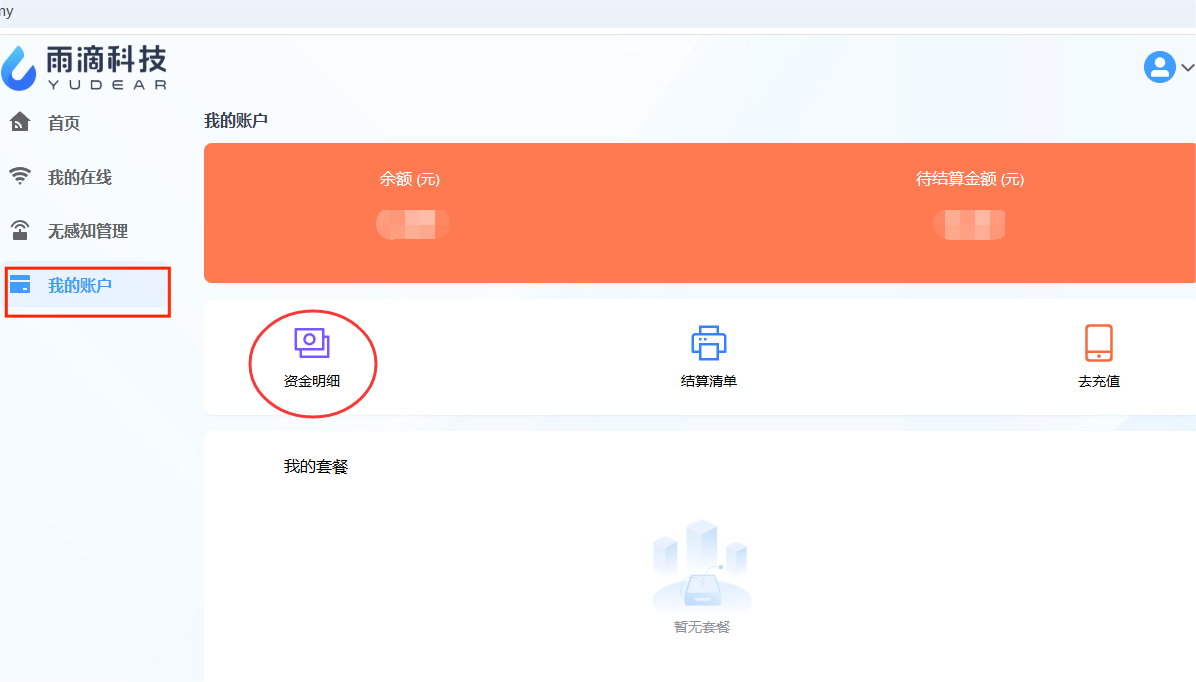 my
雨滴科技
YUDEAR
首页
我的在线
无感知管理
我的账户
我的账户
余额 (元)
待结算金额 (元)
资金明细
结算清单
去充值
我的套餐
暂无套餐